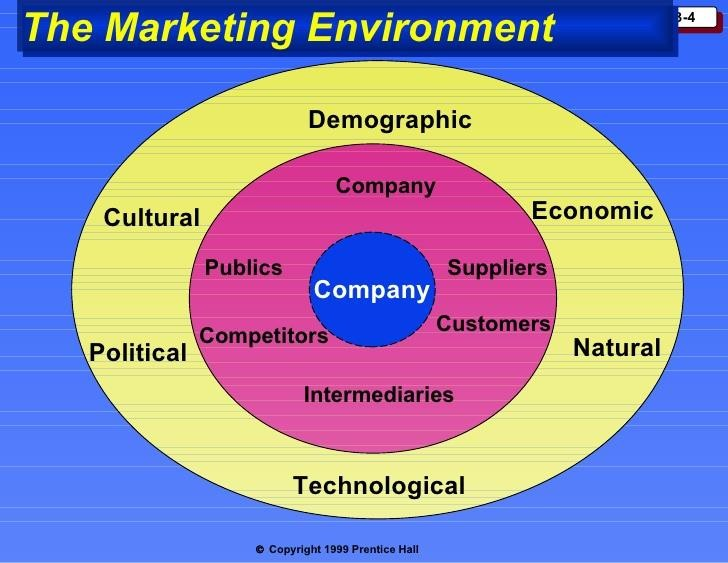 The Marketing Environment
3-4
Demographic
Company
Cultural
Economic
Publics
Suppliers
Company
Customers
Competitors
Political
Natural
Intermediaries
Technological
© Copyright 1999 Prentice Hall